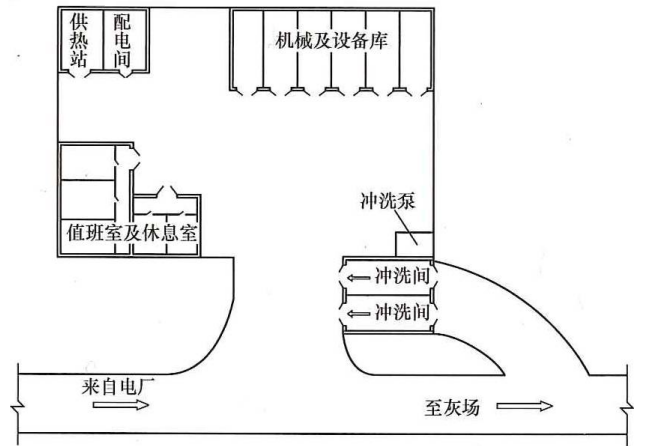 供热站
配电间
机械及设备库
冲洗泵
值班室及休息室
冲洗间
冲洗间
来自电厂
至灰场